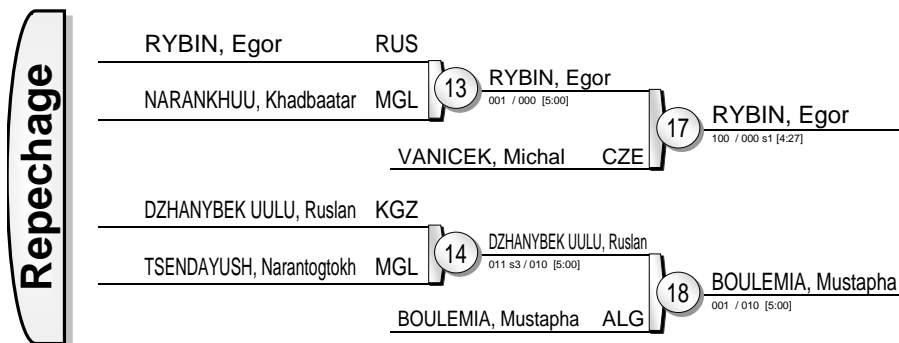 Repechage
RYBIN, Egor RUS
NARANKHUU, Khadbaatar MGL
13
RYBIN, Egor
001 / 000 [5:00]
VANICEK, Michal CZE
17
RYBIN, Egor
100 / 000 s1 [4:27]
DZHANYBEK UULU, Ruslan KGZ
TSENDAYUSH, Narantogtokh MGL
14
DZHANYBEK UULU, Ruslan
011 s3 / 010 [5:00]
BOULEMIA, Mustapha ALG
18
BOULEMIA, Mustapha
001 / 010 [5:00]